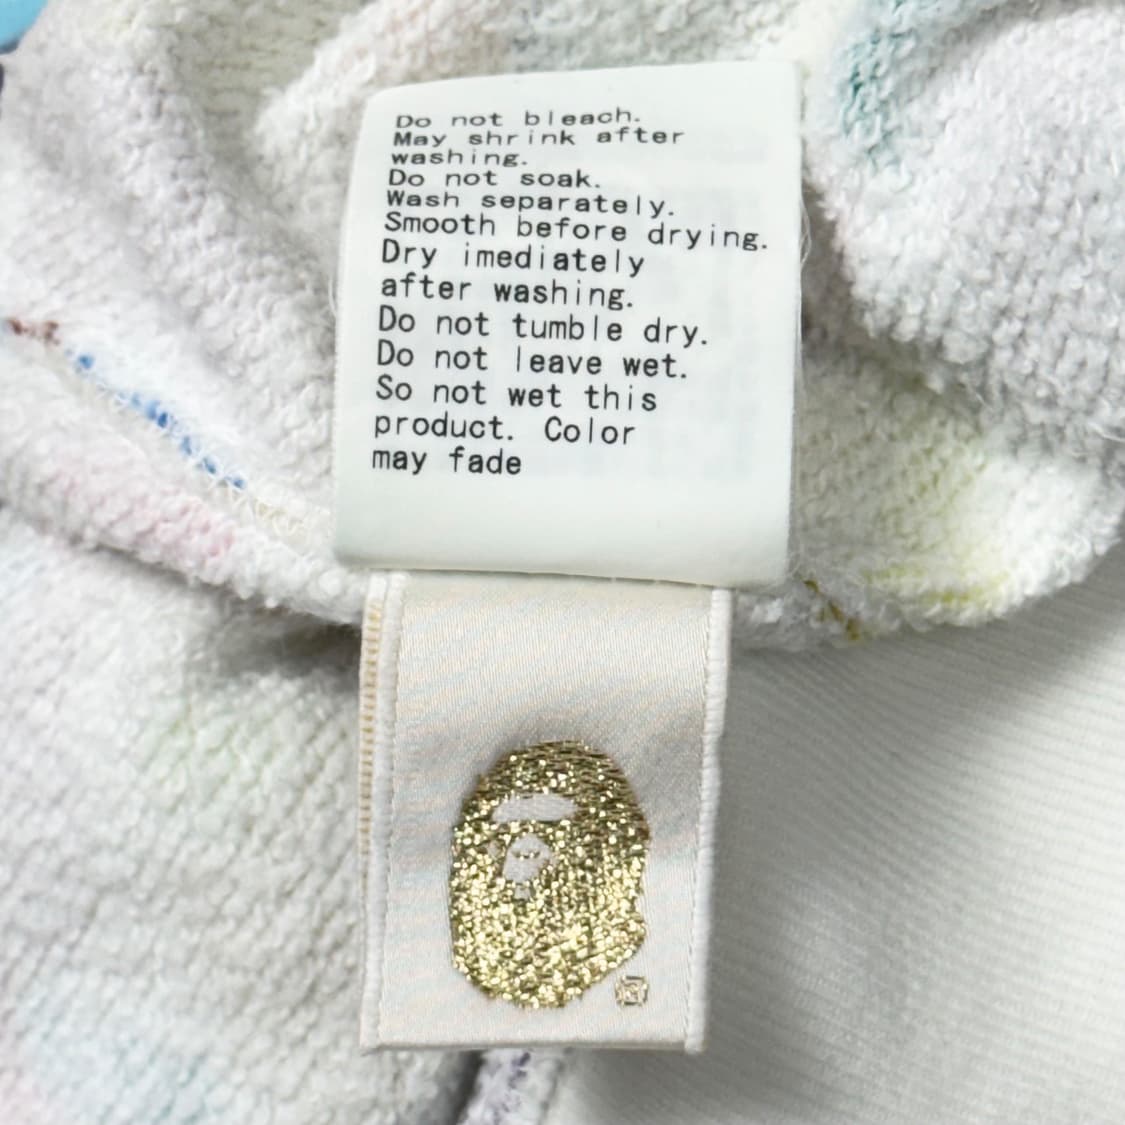 Do not bleach.
May shrink after
washing.
Do not soak.
Wash separately.
Smooth before drying.
Dry imediately
after washing.
Do not tumble dry.
Do not leave wet.
So not wet this
product. Color
may fade